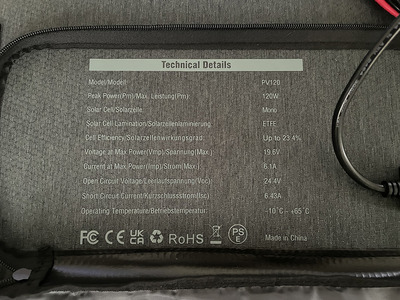 Technical Details
Model/Modell: PV120
Peak Power(Pm)/Max. Leistung(Pm): 120W
Solar Cell/Solarzelle: Mono
Solar Cell Lamination/Solarzellenlaminierung: ETFE
Cell Efficiency/Solarzellenwirkungsgrad: Up to 23.4%
Voltage at Max Power(Vmp)/Spannung(Max.) 19.6V
Current at Max Power(Imp)/Strom(Max.) 6.1A
Open Circuit Voltage/Leerlaufspannung(Voc) 24.4V
Short Circuit Current/Kurzschlussstrom(Isc) 6.43A
Operating Temperature/Betriebstemperatur: -10°C~+65°C
FC CE UKCA RoHS PSE Made in China